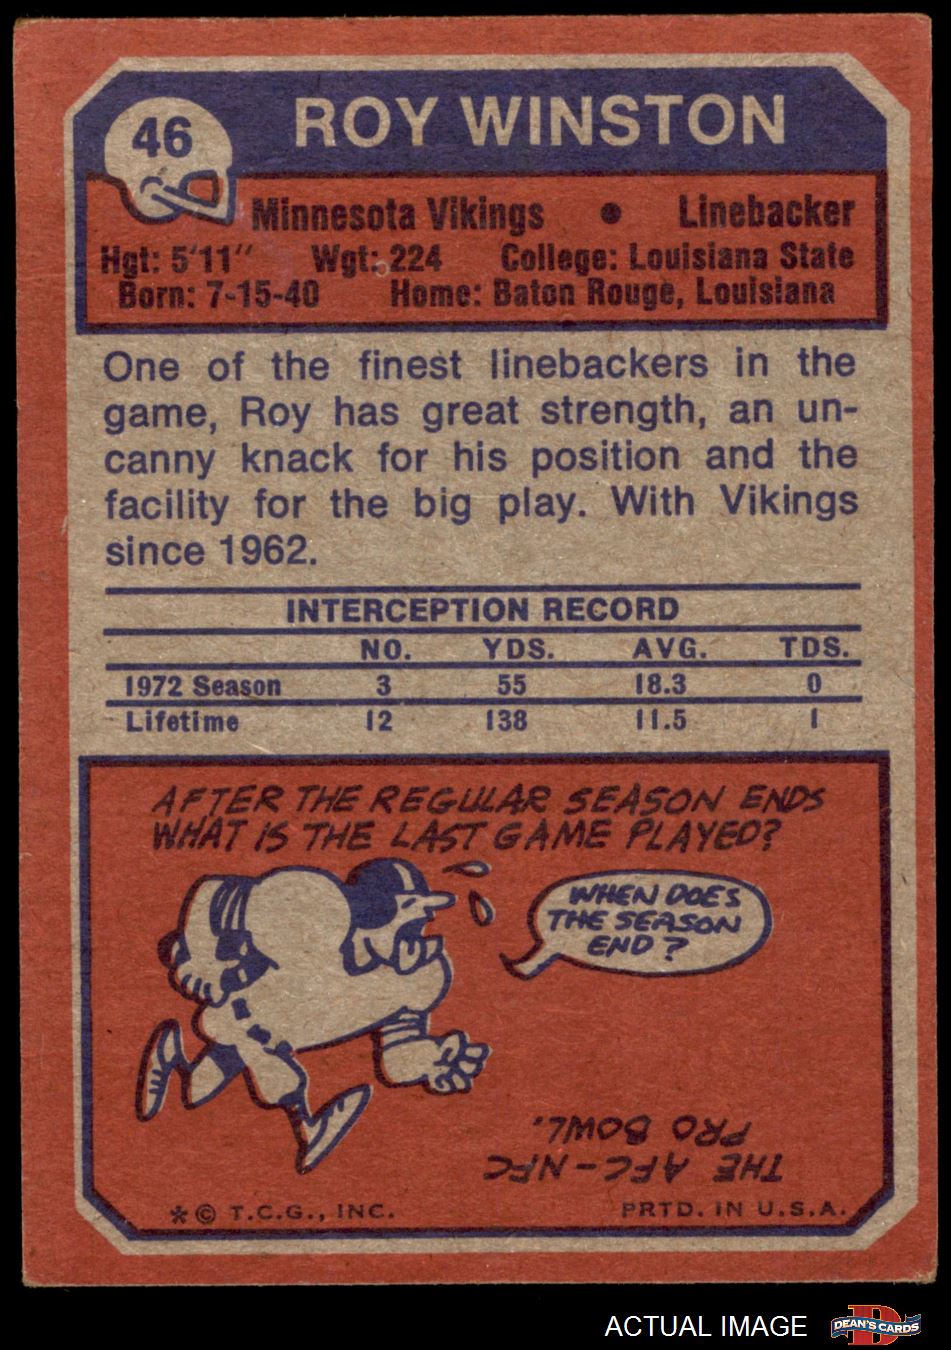 46
ROY WINSTON
Minnesota Vikings • Linebacker
Hgt: 5'11" Wgt: 224 College: Louisiana State
Born: 7-15-40 Home: Baton Rouge, Louisiana
One of the finest linebackers in the
game, Roy has great strength, an un-
canny knack for his position and the
facility for the big play. With Vikings
since 1962.
INTERCEPTION RECORD
NO. YDS. AVG. TDS.
1972 Season 3 55 18.3 0
Lifetime 12 138 11.5 1
AFTER THE REGULAR SEASON ENDS
WHAT IS THE LAST GAME PLAYED?
WHEN DOES
THE SEASON
END?
THE AFC-NFC
PRO BOWL.
* © T.C.G., INC. PRTD. IN U.S.A.
ACTUAL IMAGE
D
DEAN'S CARDS